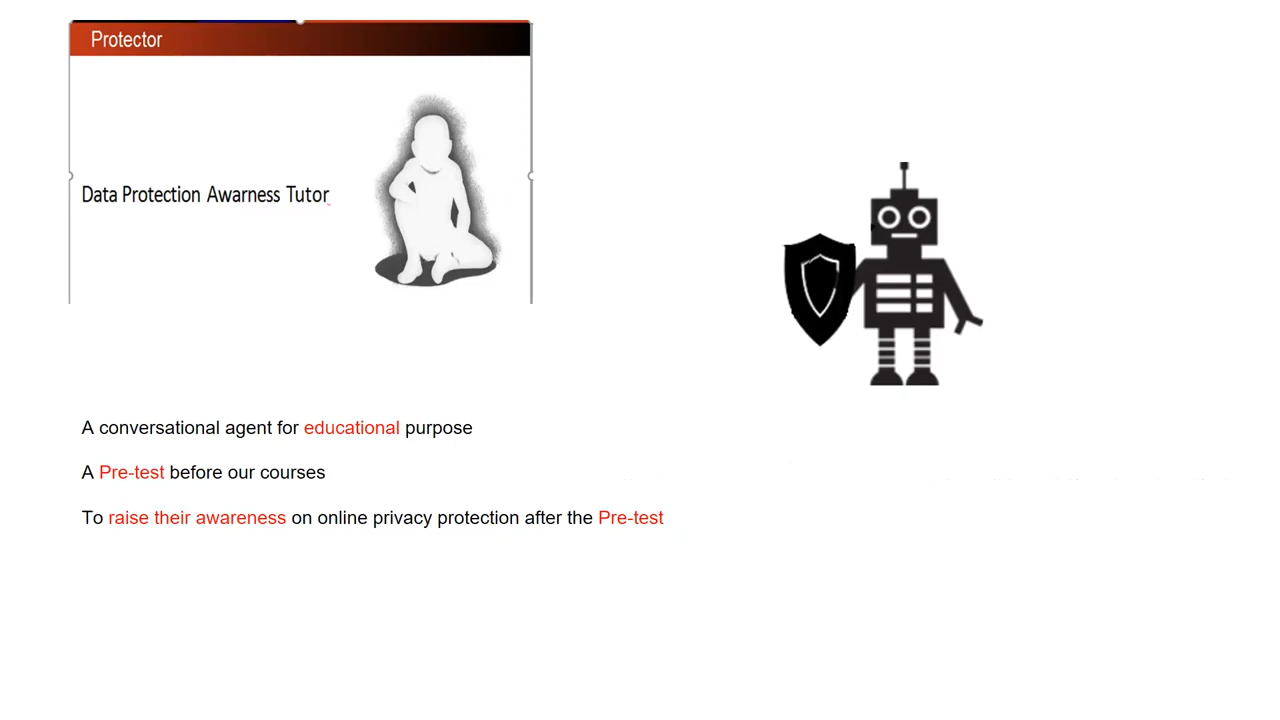 Protector
Data Protection Awarness Tutor
A conversational agent for educational purpose
A Pre-test before our courses
To raise their awareness on online privacy protection after the Pre-test